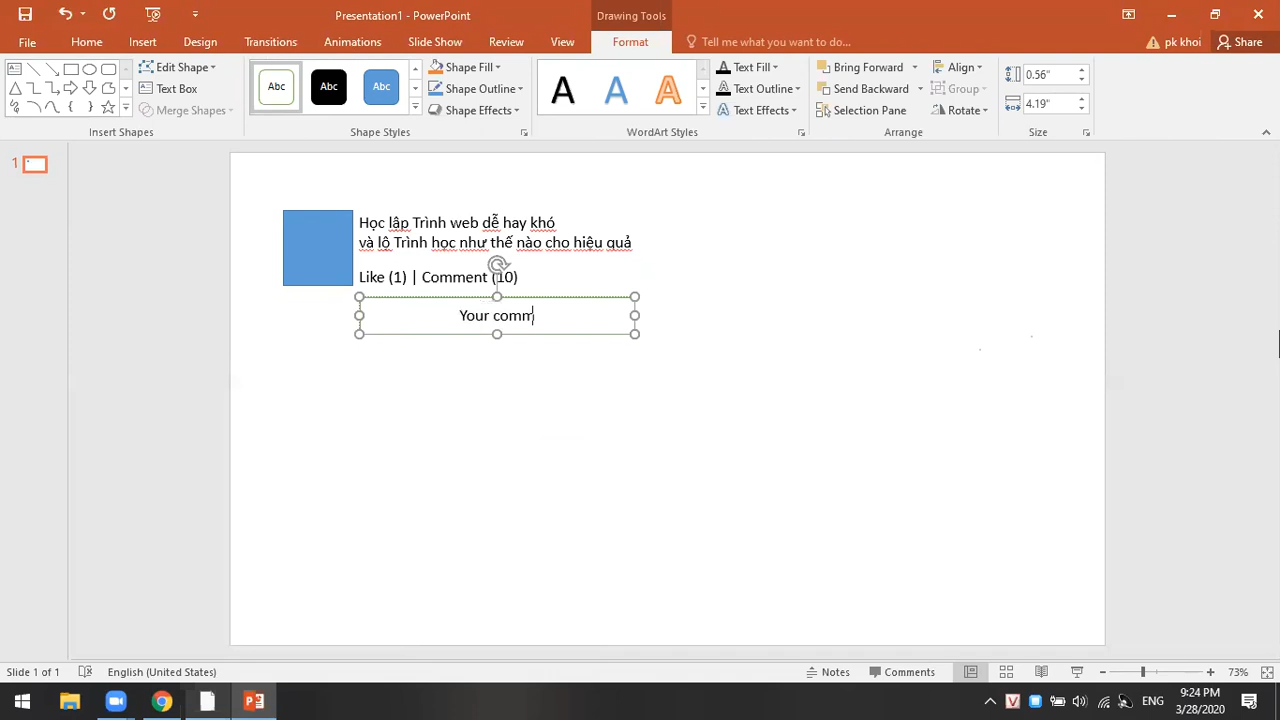 Presentation1 - PowerPoint
Drawing Tools
File Home Insert Design Transitions Animations Slide Show Review View Format Tell me what you want to do... pk khoi Share
Edit Shape
Text Box
Merge Shapes
Insert Shapes
Abc Abc Abc
Shape Fill
Shape Outline
Shape Effects
Shape Styles
A A A
Text Fill
Text Outline
Text Effects
WordArt Styles
Bring Forward
Send Backward
Selection Pane
Align
Group
Rotate
Arrange
0.56"
4.19"
Size
1
Học lập Trình web dễ hay khó
và lộ Trình học như thế nào cho hiệu quả
Like (1) | Comment (10)
Your comm
Slide 1 of 1 English (United States) Notes Comments 73%
ENG
9:24 PM
3/28/2020